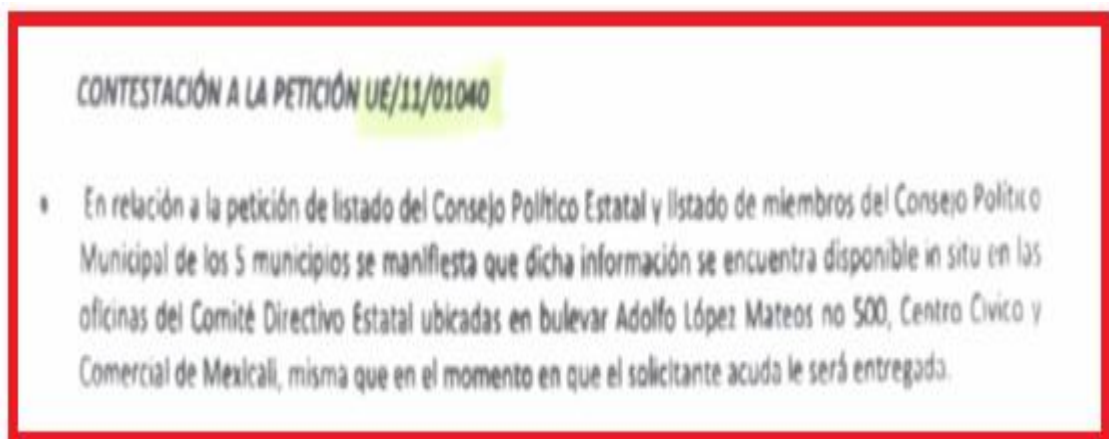 CONTESTACIÓN A LA PETICIÓN UE/11/01040
• En relación a la petición de listado del Consejo Político Estatal y listado de miembros del Consejo Político
Municipal de los 5 municipios se manifiesta que dicha información se encuentra disponible in situ en las
oficinas del Comité Directivo Estatal ubicadas en bulevar Adolfo López Mateos no 500, Centro Cívico y
Comercial de Mexicali, misma que en el momento en que el solicitante acuda le será entregada.